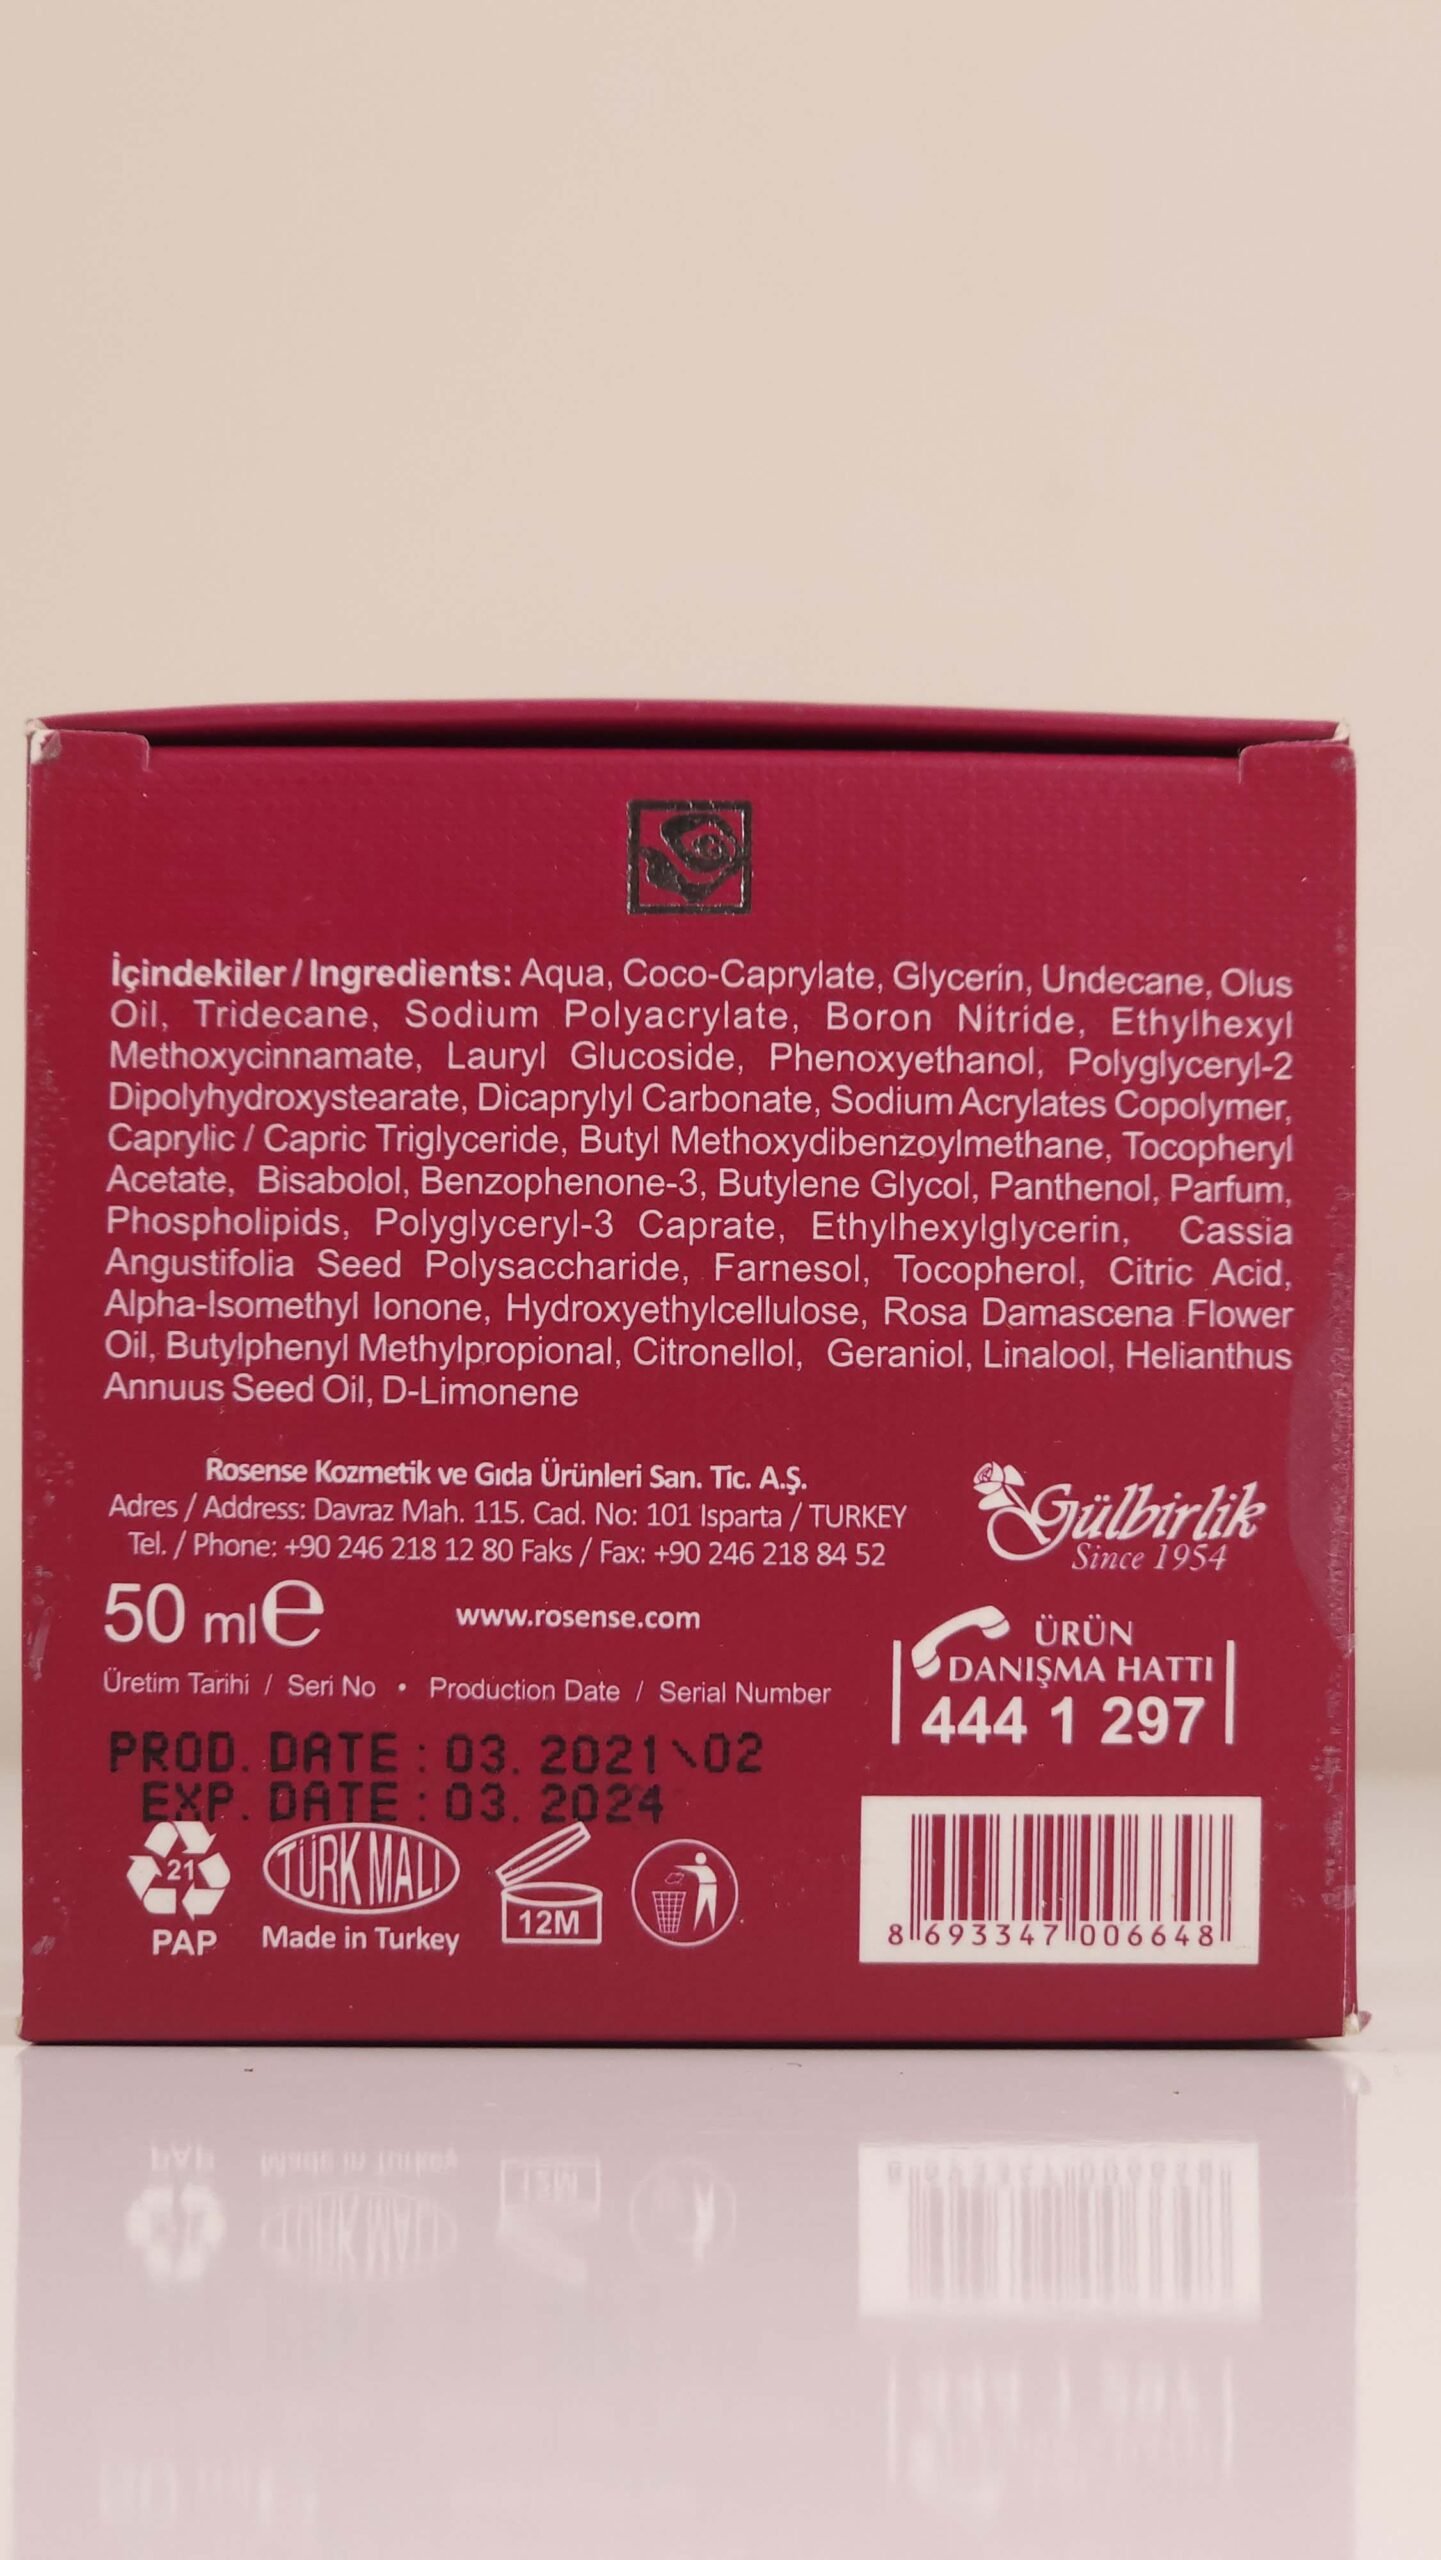 İçindekiler / Ingredients: Aqua, Coco-Caprylate, Glycerin, Undecane, Olus
Oil, Tridecane, Sodium Polyacrylate, Boron Nitride, Ethylhexyl
Methoxycinnamate, Lauryl Glucoside, Phenoxyethanol, Polyglyceryl-2
Dipolyhydroxystearate, Dicaprylyl Carbonate, Sodium Acrylates Copolymer,
Caprylic / Capric Triglyceride, Butyl Methoxydibenzoylmethane, Tocopheryl
Acetate, Bisabolol, Benzophenone-3, Butylene Glycol, Panthenol, Parfum,
Phospholipids, Polyglyceryl-3 Caprate, Ethylhexylglycerin, Cassia
Angustifolia Seed Polysaccharide, Farnesol, Tocopherol, Citric Acid,
Alpha-Isomethyl Ionone, Hydroxyethylcellulose, Rosa Damascena Flower
Oil, Butylphenyl Methylpropional, Citronellol, Geraniol, Linalool, Helianthus
Annuus Seed Oil, D-Limonene
Rosense Kozmetik ve Gıda Ürünleri San. Tic. A.Ş.
Adres / Address: Davraz Mah. 115. Cad. No: 101 Isparta / TURKEY
Tel. / Phone: +90 246 218 12 80 Faks / Fax: +90 246 218 84 52
Gülbirlik
Since 1954
50 ml e
www.rosense.com
ÜRÜN
DANIŞMA HATTI
444 1 297
Üretim Tarihi / Seri No • Production Date / Serial Number
PROD. DATE : 03. 2021\02
EXP. DATE : 03. 2024
21
PAP
TÜRK MALI
Made in Turkey
12M
8 693347 006648